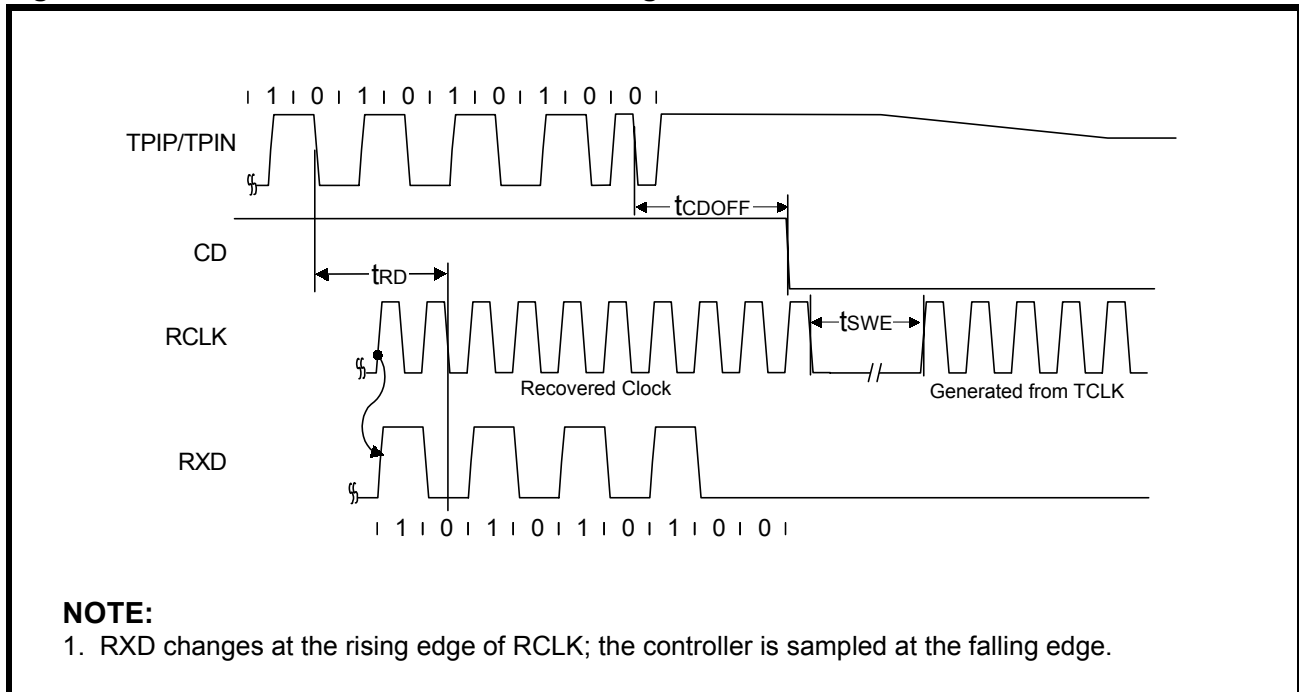 ı 1 ı 0 ı 1 ı 0 ı 1 ı 0 ı 1 ı 0 ı 0 ı
TPIP/TPIN
tCDOFF
CD
tRD
RCLK
tSWE
Recovered Clock
Generated from TCLK
RXD
ı 1 ı 0 ı 1 ı 0 ı 1 ı 0 ı 1 ı 0 ı 0 ı
NOTE:
1. RXD changes at the rising edge of RCLK; the controller is sampled at the falling edge.